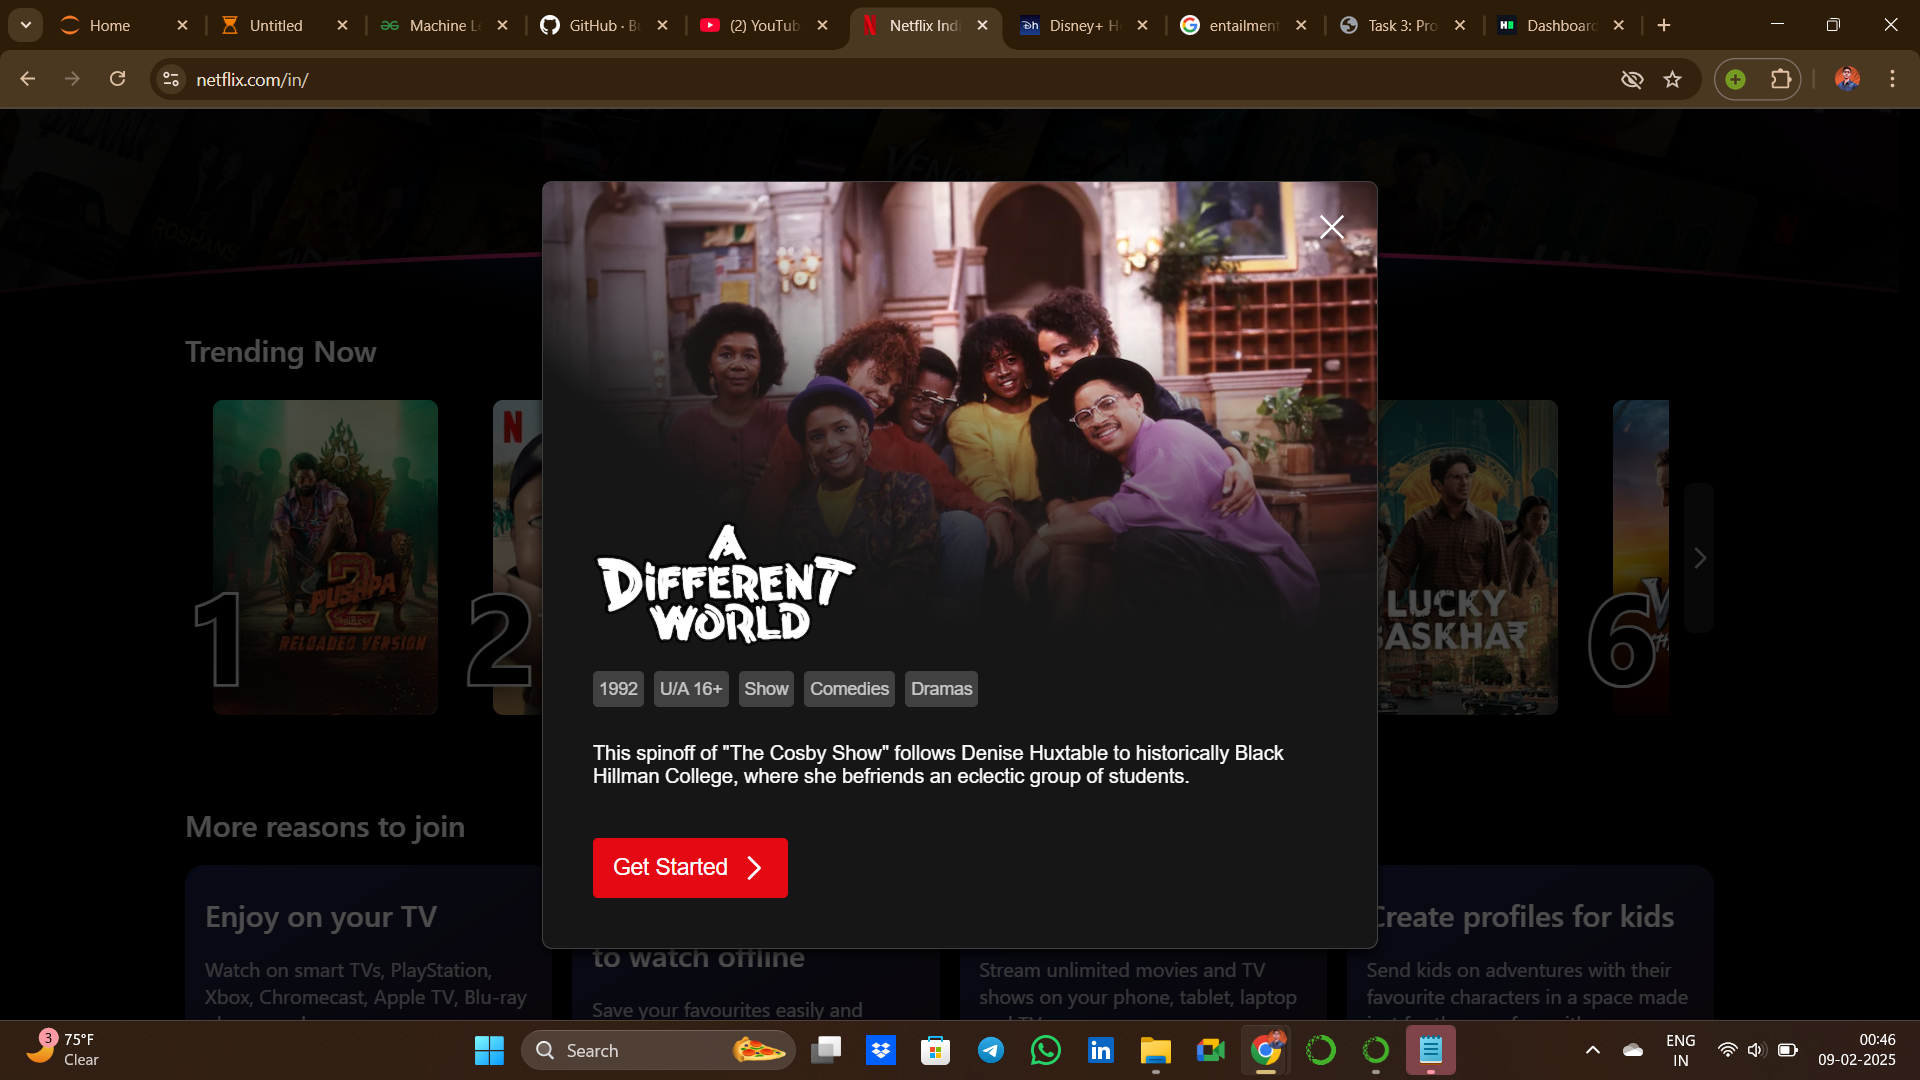 Home
Untitled
Machine Le
GitHub · Bu
(2) YouTub
Netflix Indi
Disney+ H
entailment
Task 3: Pro
Dashboard
netflix.com/in/
ROSHANS
VENOM
Trending Now
1
PUSHPA
2
RELOADED VERSION
2
N
LUCKY
BASKHAR
6
A
DiFFERENT
WORLD
1992
U/A 16+
Show
Comedies
Dramas
This spinoff of "The Cosby Show" follows Denise Huxtable to historically Black
Hillman College, where she befriends an eclectic group of students.
Get Started
More reasons to join
Enjoy on your TV
Watch on smart TVs, PlayStation,
Xbox, Chromecast, Apple TV, Blu-ray
to watch offline
Save your favourites easily and
Stream unlimited movies and TV
shows on your phone, tablet, laptop
Create profiles for kids
Send kids on adventures with their
favourite characters in a space made
3
75°F
Clear
Search
ENG
IN
00:46
09-02-2025